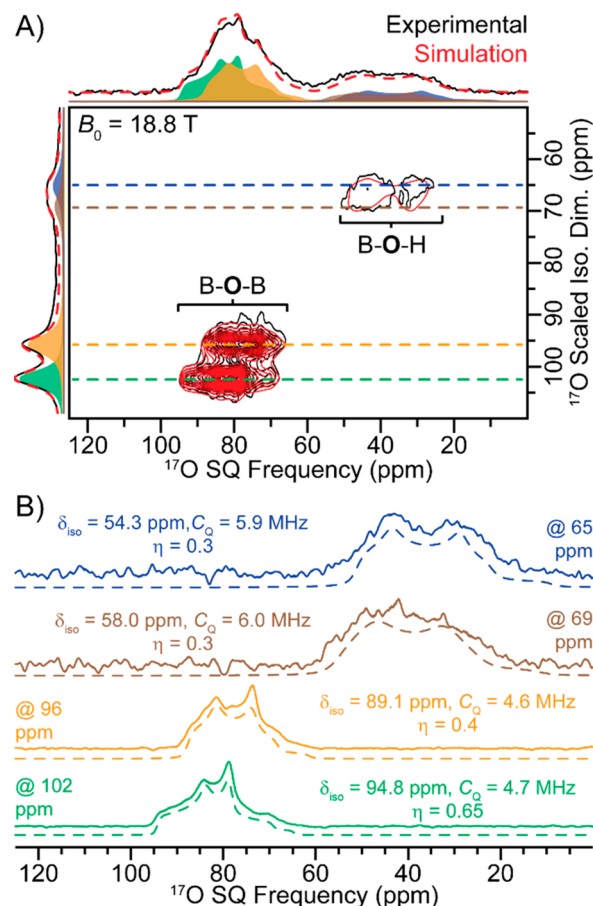 A)
Experimental
Simulation
B₀ = 18.8 T
B-O-H
B-O-B
60
70
80
90
100
¹⁷O Scaled Iso. Dim. (ppm)
120 100 80 60 40 20
¹⁷O SQ Frequency (ppm)
B)
δiso = 54.3 ppm, CQ = 5.9 MHz
η = 0.3
@ 65
ppm
δiso = 58.0 ppm, CQ = 6.0 MHz
η = 0.3
@ 69
ppm
@ 96
ppm
δiso = 89.1 ppm, CQ = 4.6 MHz
η = 0.4
@ 102
ppm
δiso = 94.8 ppm, CQ = 4.7 MHz
η = 0.65
120 100 80 60 40 20
¹⁷O SQ Frequency (ppm)